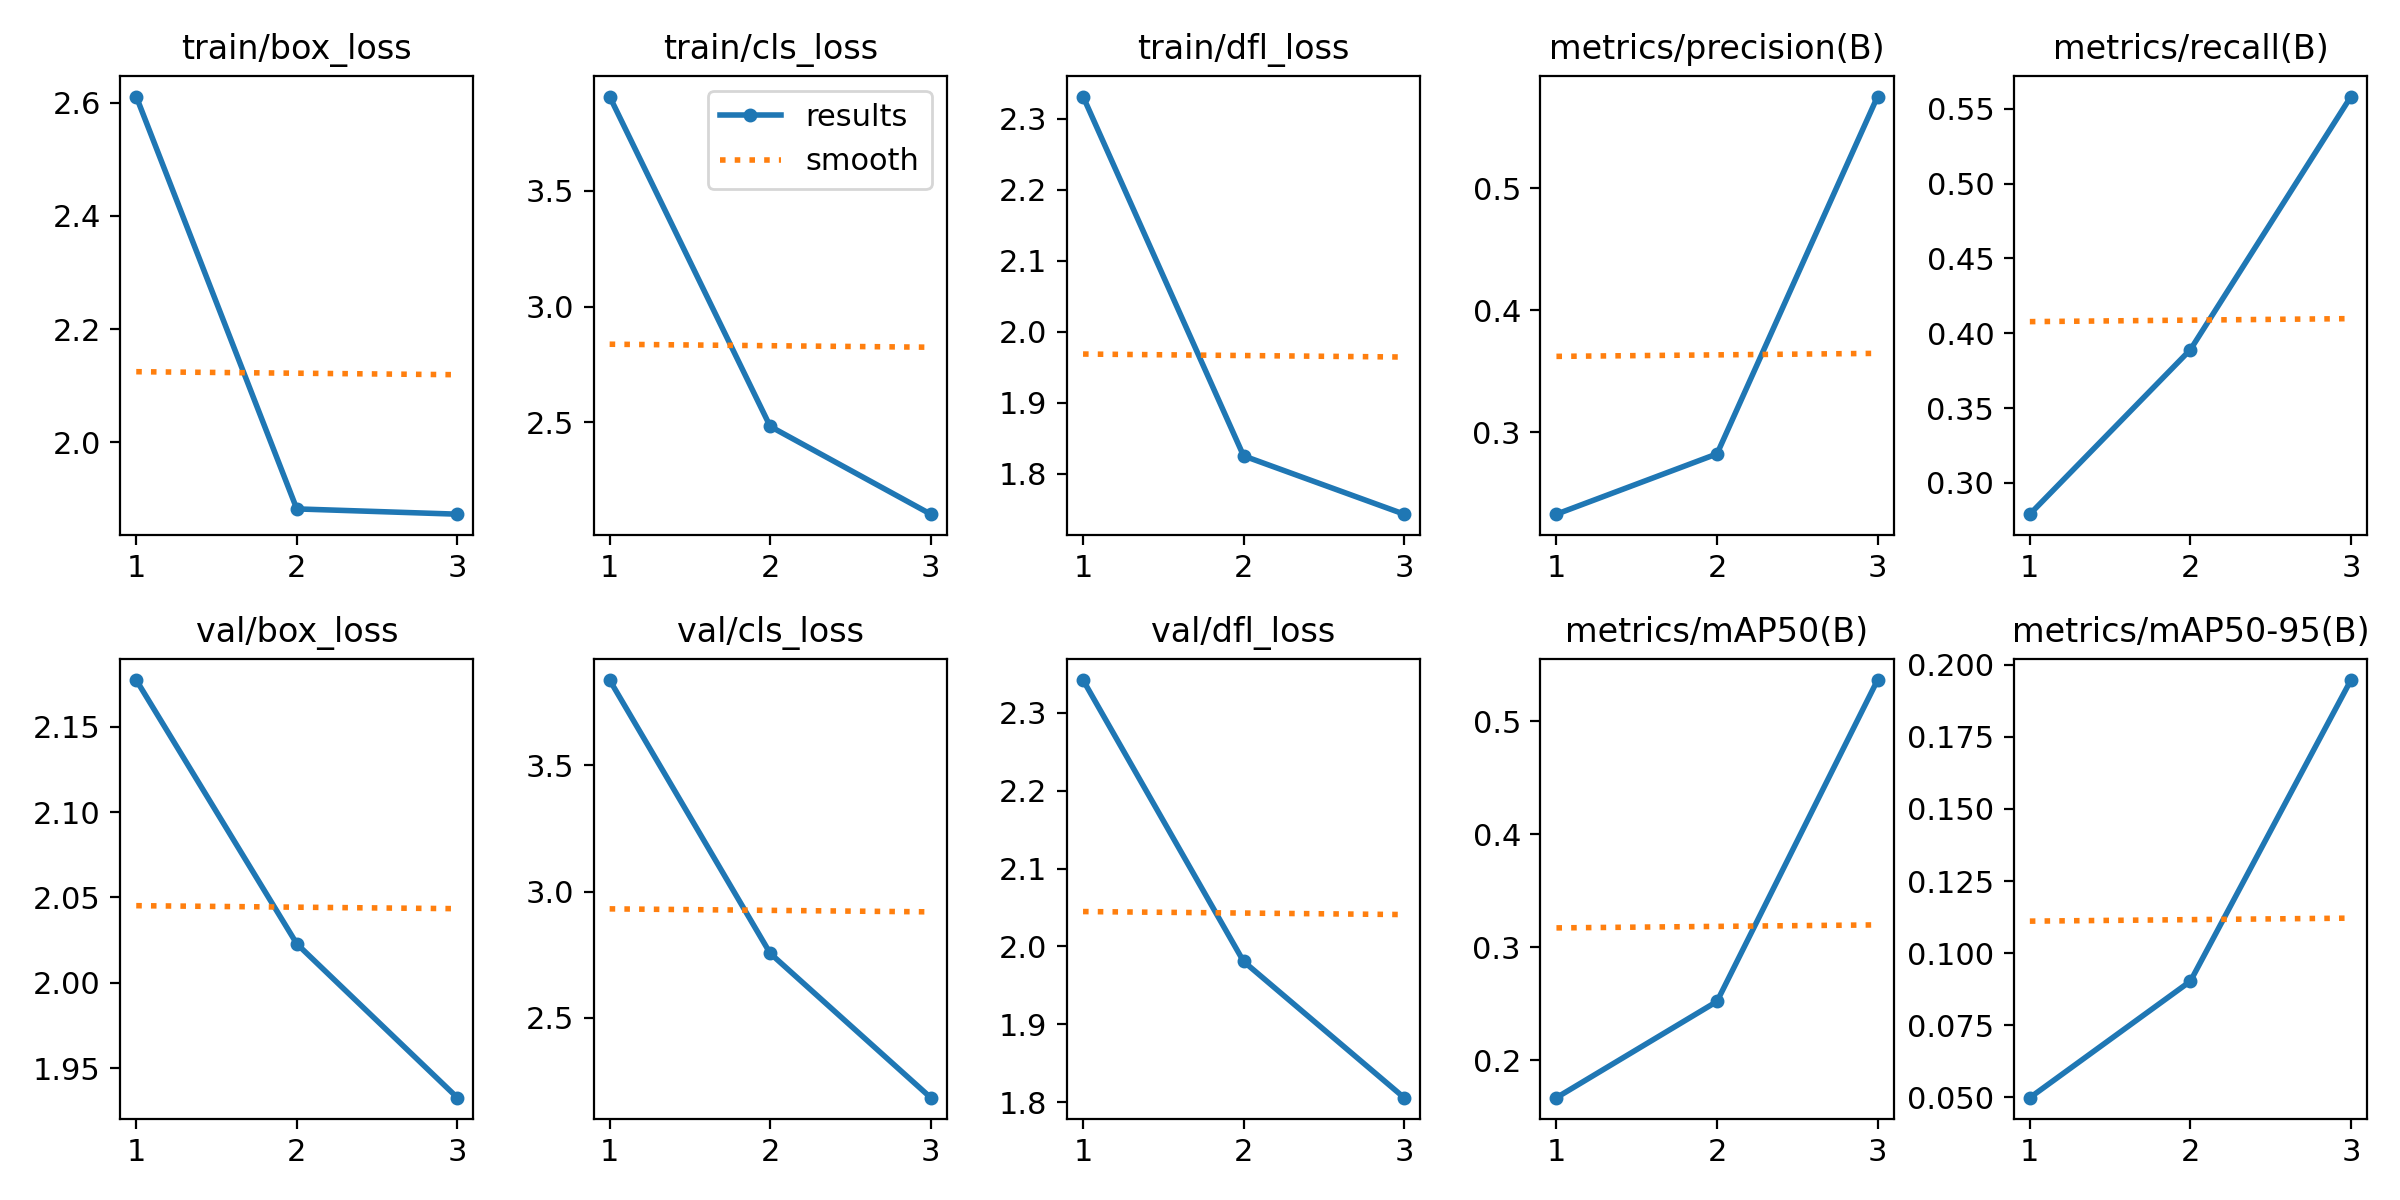 train/box_loss
2.6
2.4
2.2
2.0
1 2 3
train/cls_loss
results
smooth
3.5
3.0
2.5
1 2 3
train/dfl_loss
2.3
2.2
2.1
2.0
1.9
1.8
1 2 3
metrics/precision(B)
0.5
0.4
0.3
1 2 3
metrics/recall(B)
0.55
0.50
0.45
0.40
0.35
0.30
1 2 3
val/box_loss
2.15
2.10
2.05
2.00
1.95
1 2 3
val/cls_loss
3.5
3.0
2.5
1 2 3
val/dfl_loss
2.3
2.2
2.1
2.0
1.9
1.8
1 2 3
metrics/mAP50(B)
0.5
0.4
0.3
0.2
1 2 3
metrics/mAP50-95(B)
0.200
0.175
0.150
0.125
0.100
0.075
0.050
1 2 3